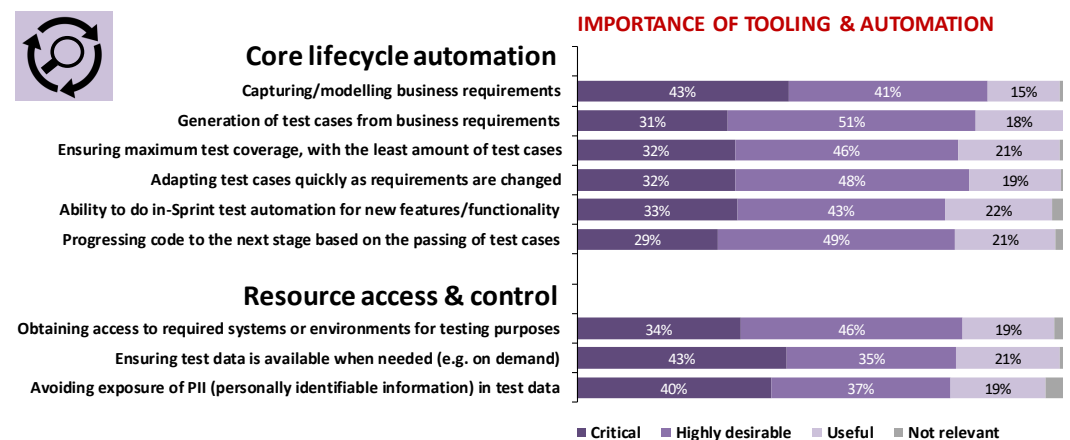 IMPORTANCE OF TOOLING & AUTOMATION
Core lifecycle automation
Capturing/modelling business requirements 43% 41% 15%
Generation of test cases from business requirements 31% 51% 18%
Ensuring maximum test coverage, with the least amount of test cases 32% 46% 21%
Adapting test cases quickly as requirements are changed 32% 48% 19%
Ability to do in-Sprint test automation for new features/functionality 33% 43% 22%
Progressing code to the next stage based on the passing of test cases 29% 49% 21%
Resource access & control
Obtaining access to required systems or environments for testing purposes 34% 46% 19%
Ensuring test data is available when needed (e.g. on demand) 43% 35% 21%
Avoiding exposure of PII (personally identifiable information) in test data 40% 37% 19%
Critical Highly desirable Useful Not relevant